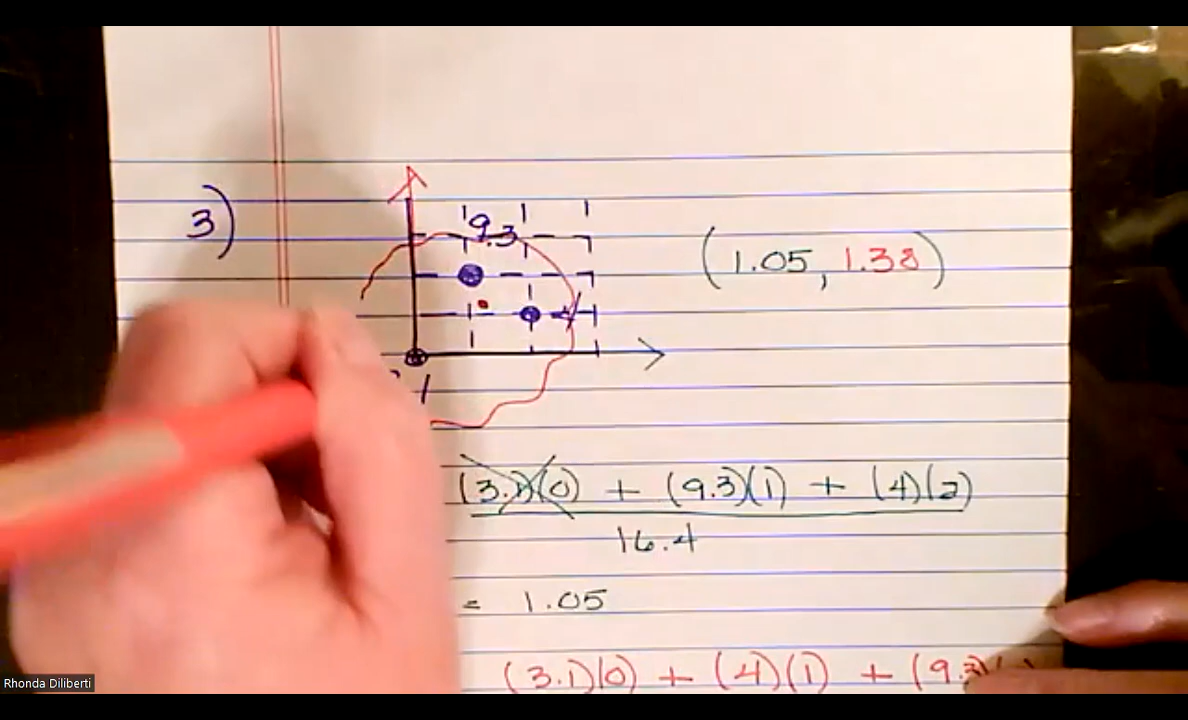 3)
9.3
(1.05, 1.38)
4
(3.1)(0) + (9.3)(1) + (4)(2)
16.4
= 1.05
(3.1)(0) + (4)(1) + (9.3)(
Rhonda Diliberti